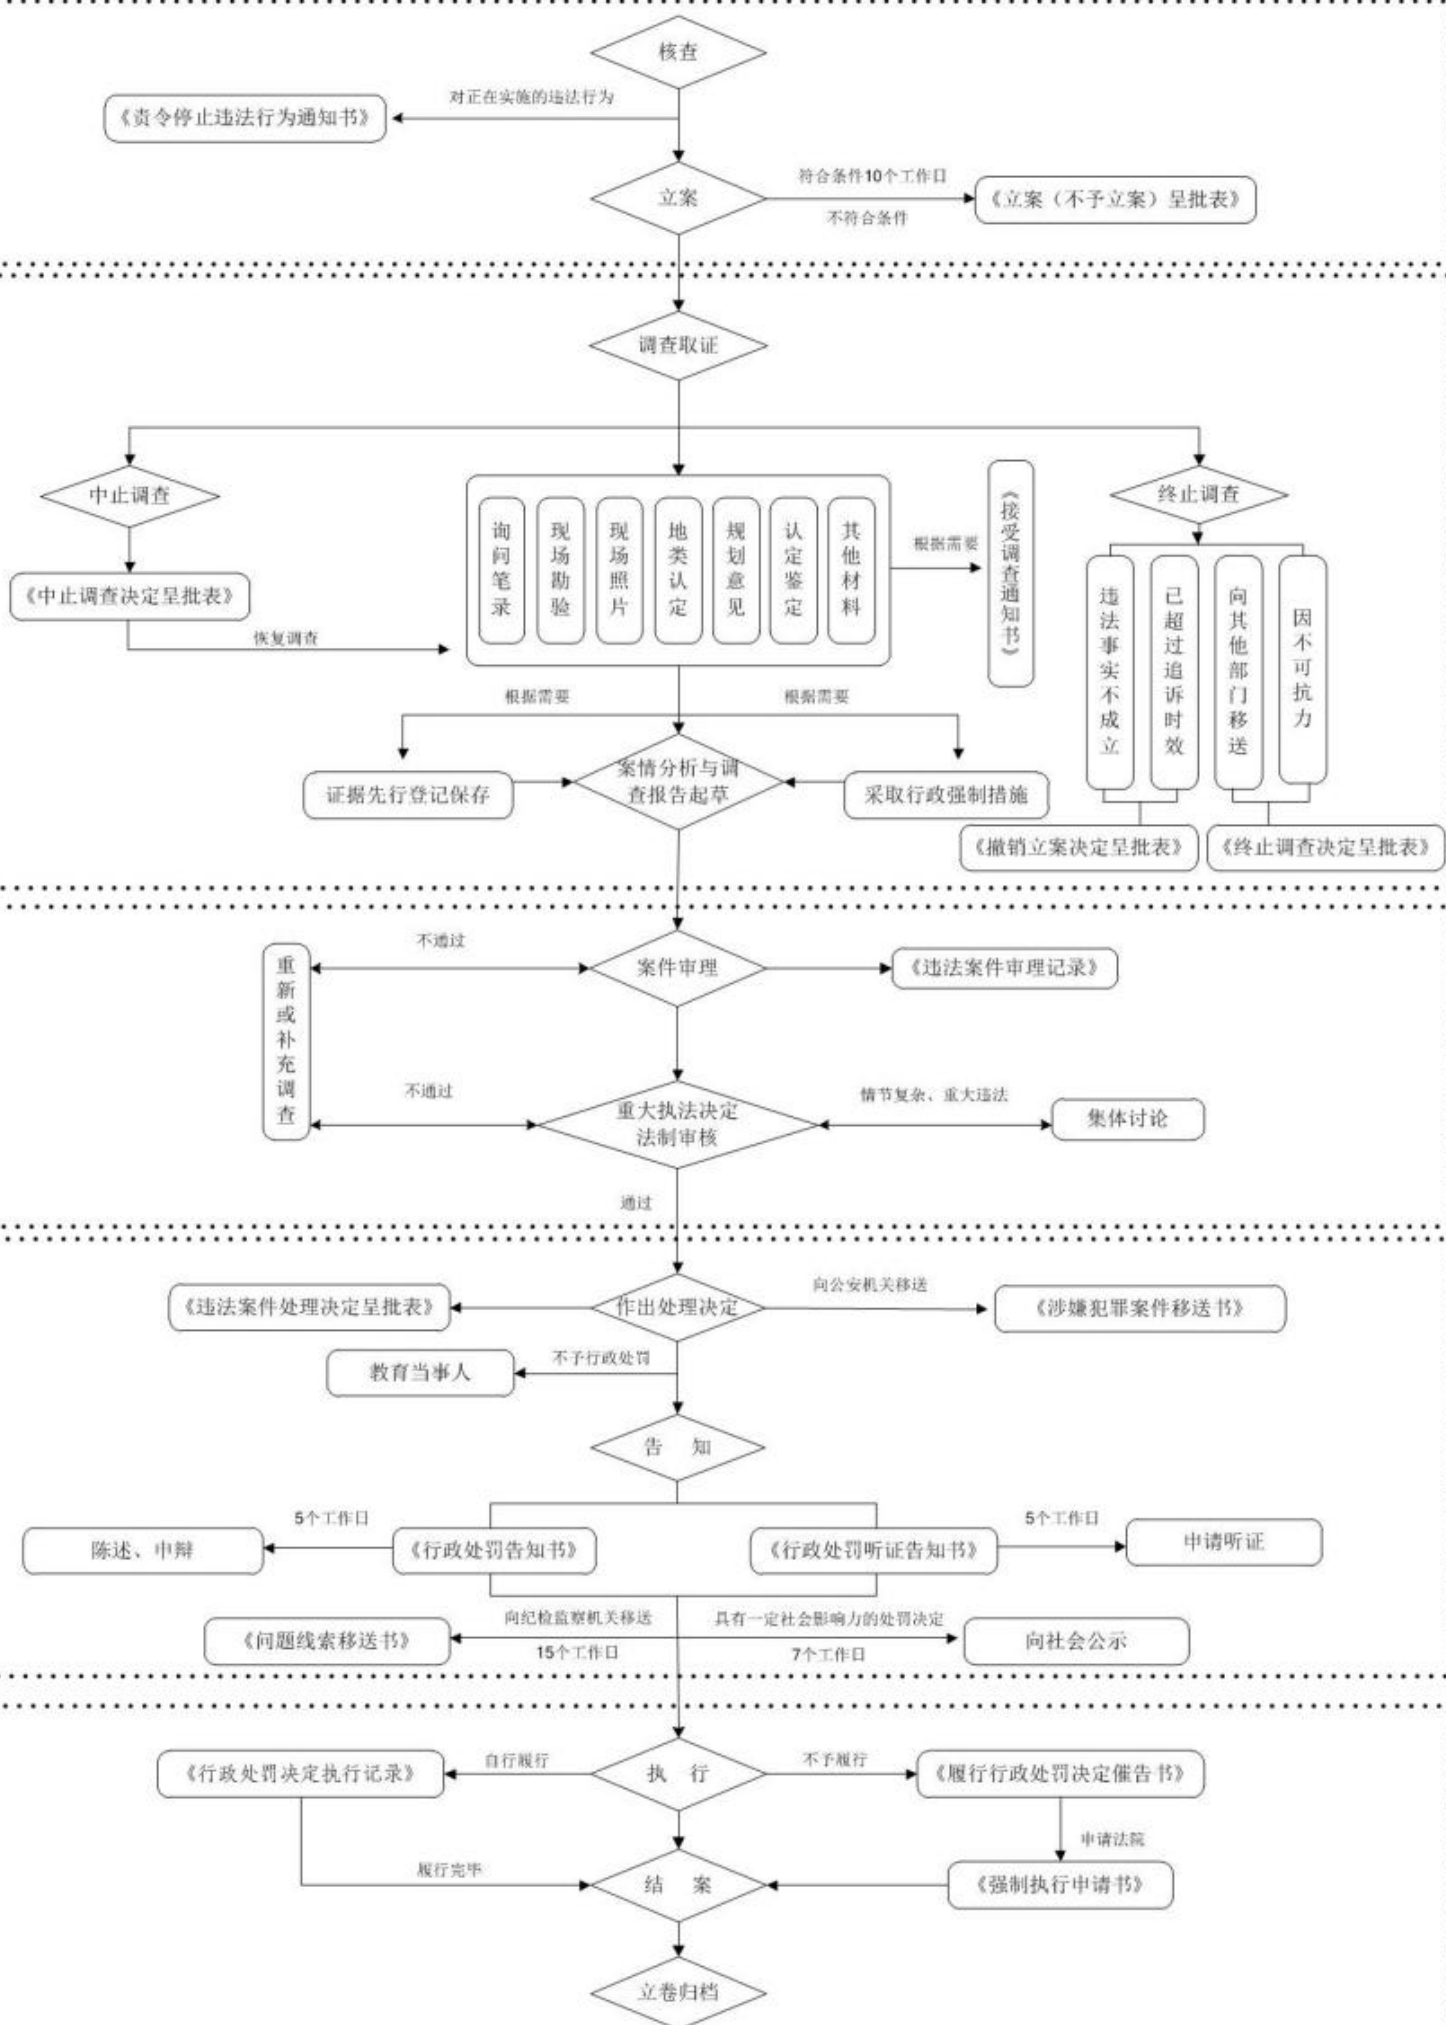 核查
对正在实施的违法行为
《责令停止违法行为通知书》
立案
符合条件10个工作日
不符合条件
《立案（不予立案）呈批表》
调查取证
中止调查
《中止调查决定呈批表》
恢复调查
询问笔录
现场勘验
现场照片
地类认定
规划意见
认定鉴定
其他材料
根据需要
《接受调查通知书》
终止调查
违法事实不成立
已超过追诉时效
向其他部门移送
因不可抗力
《撤销立案决定呈批表》
《终止调查决定呈批表》
根据需要
根据需要
证据先行登记保存
案情分析与调
查报告起草
采取行政强制措施
不通过
重新或补充调查
案件审理
《违法案件审理记录》
不通过
重大执法决定
法制审核
情节复杂、重大违法
集体讨论
通过
《违法案件处理决定呈批表》
作出处理决定
向公安机关移送
《涉嫌犯罪案件移送书》
不予行政处罚
教育当事人
告 知
5个工作日
陈述、申辩
《行政处罚告知书》
《行政处罚听证告知书》
5个工作日
申请听证
向纪检监察机关移送
15个工作日
《问题线索移送书》
具有一定社会影响力的处罚决定
7个工作日
向社会公示
《行政处罚决定执行记录》
自行履行
执 行
不予履行
《履行行政处罚决定催告书》
申请法院
履行完毕
结 案
《强制执行申请书》
立卷归档